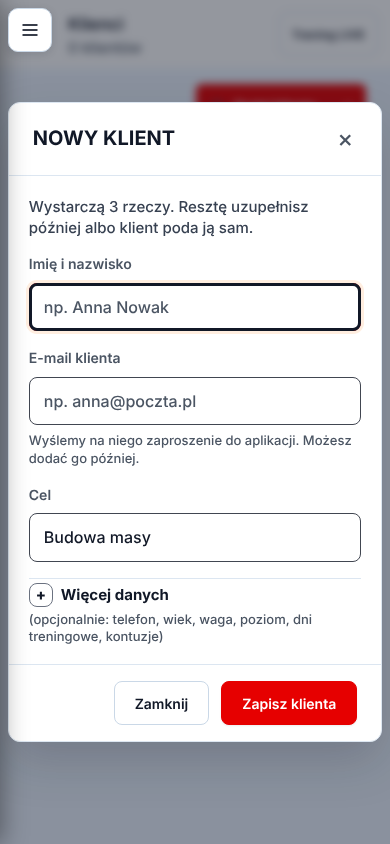 Klienci
NOWY KLIENT
×
Wystarczą 3 rzeczy. Resztę uzupełnisz
później albo klient poda ją sam.
Imię i nazwisko
np. Anna Nowak
E-mail klienta
np. anna@poczta.pl
Wyślemy na niego zaproszenie do aplikacji. Możesz
dodać go później.
Cel
Budowa masy
+ Więcej danych
(opcjonalnie: telefon, wiek, waga, poziom, dni
treningowe, kontuzje)
Zamknij
Zapisz klienta